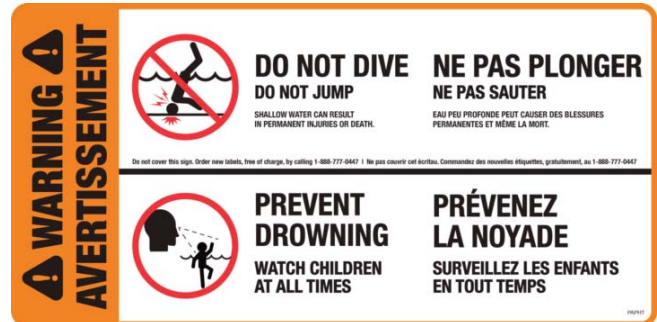 WARNING
AVERTISSEMENT
DO NOT DIVE
DO NOT JUMP
SHALLOW WATER CAN RESULT
IN PERMANENT INJURIES OR DEATH.
NE PAS PLONGER
NE PAS SAUTER
EAU PEU PROFONDE PEUT CAUSER DES BLESSURES
PERMANENTES ET MÊME LA MORT.
Do not cover this sign. Order new labels, free of charge, by calling 1-888-777-0447 | Ne pas couvrir cet écritau. Commandez des nouvelles étiquettes, gratuitement, au 1-888-777-0447
PREVENT
DROWNING
WATCH CHILDREN
AT ALL TIMES
PRÉVENEZ
LA NOYADE
SURVEILLEZ LES ENFANTS
EN TOUT TEMPS